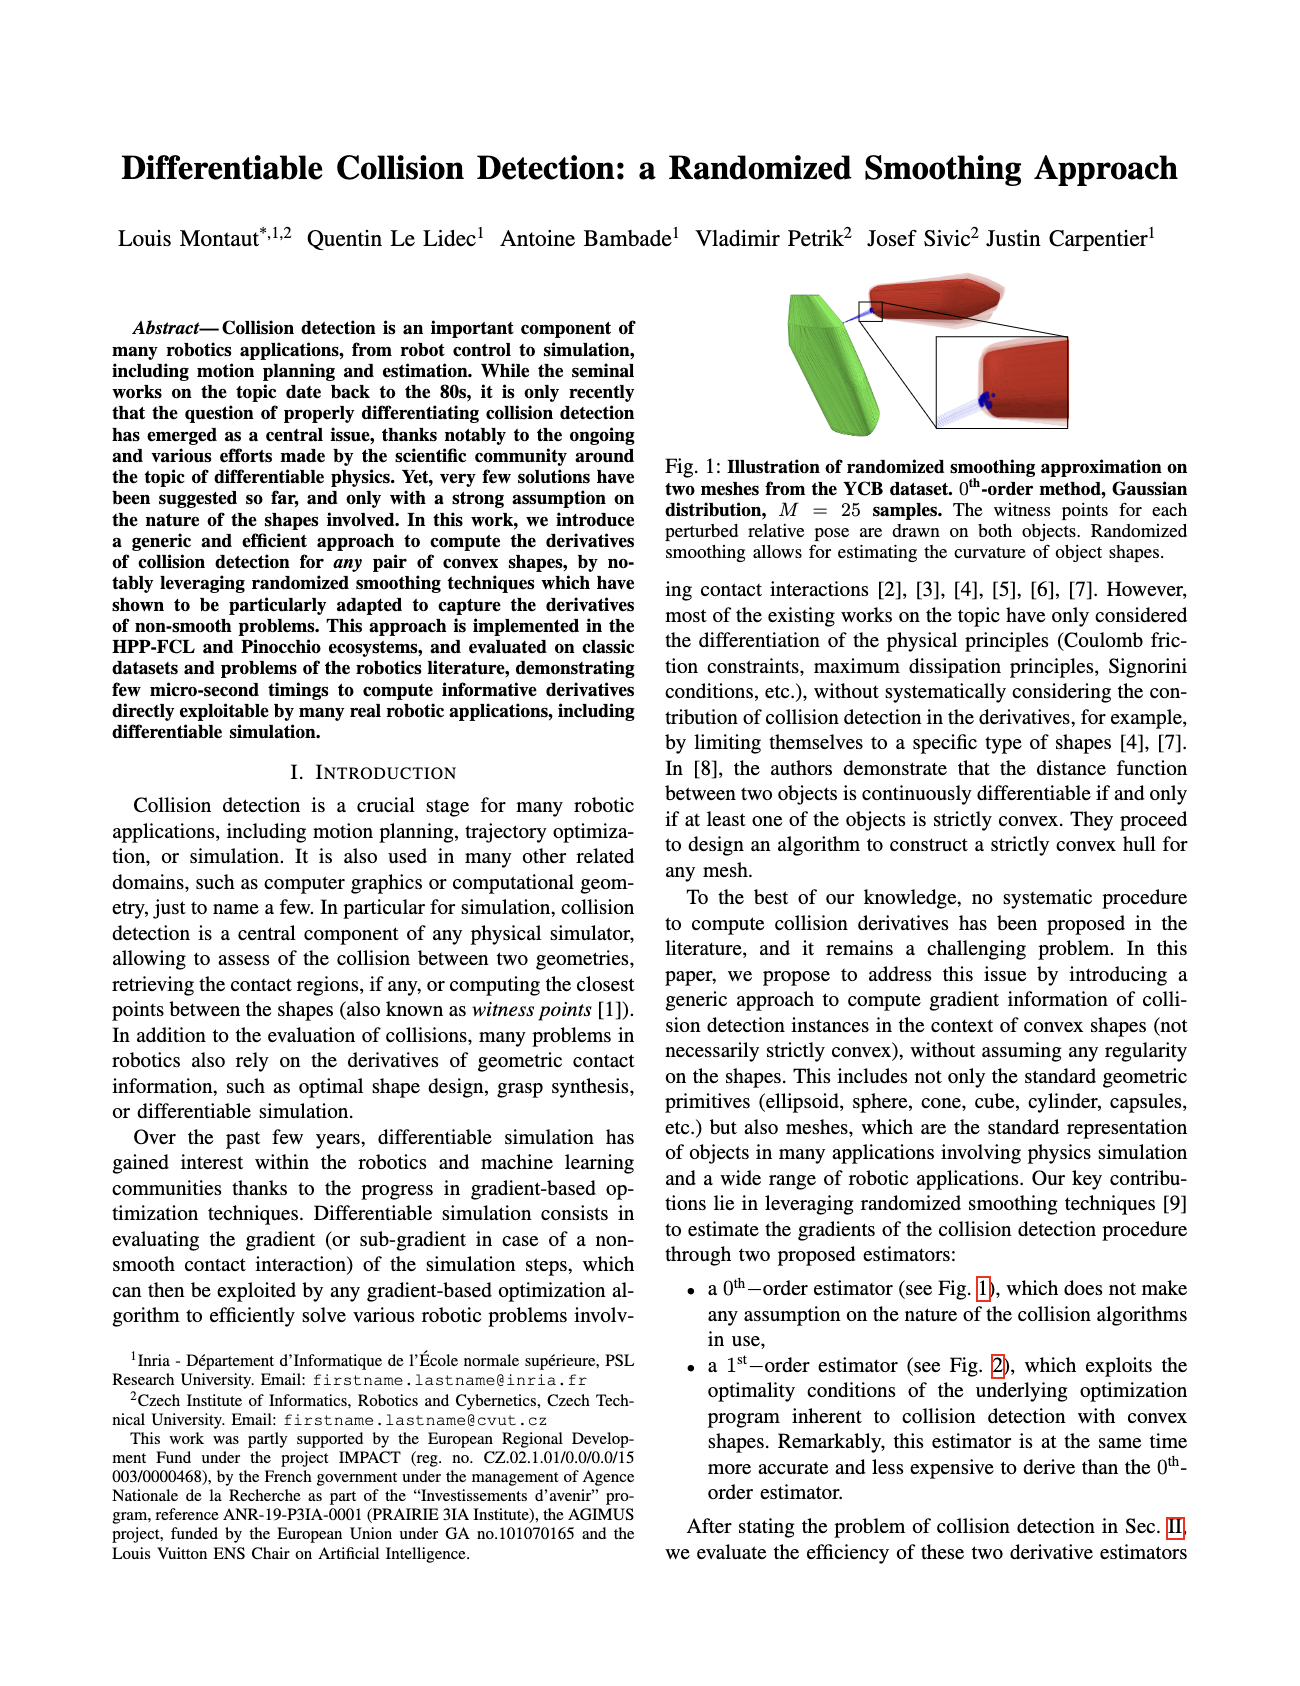 Differentiable Collision Detection: a Randomized Smoothing Approach
Louis Montaut*,1,2 Quentin Le Lidec1 Antoine Bambade1 Vladimir Petrik2 Josef Sivic2 Justin Carpentier1
Abstract— Collision detection is an important component of
many robotics applications, from robot control to simulation,
including motion planning and estimation. While the seminal
works on the topic date back to the 80s, it is only recently
that the question of properly differentiating collision detection
has emerged as a central issue, thanks notably to the ongoing
and various efforts made by the scientific community around
the topic of differentiable physics. Yet, very few solutions have
been suggested so far, and only with a strong assumption on
the nature of the shapes involved. In this work, we introduce
a generic and efficient approach to compute the derivatives
of collision detection for any pair of convex shapes, by no-
tably leveraging randomized smoothing techniques which have
shown to be particularly adapted to capture the derivatives
of non-smooth problems. This approach is implemented in the
HPP-FCL and Pinocchio ecosystems, and evaluated on classic
datasets and problems of the robotics literature, demonstrating
few micro-second timings to compute informative derivatives
directly exploitable by many real robotic applications, including
differentiable simulation.
I. INTRODUCTION
Collision detection is a crucial stage for many robotic
applications, including motion planning, trajectory optimiza-
tion, or simulation. It is also used in many other related
domains, such as computer graphics or computational geom-
etry, just to name a few. In particular for simulation, collision
detection is a central component of any physical simulator,
allowing to assess of the collision between two geometries,
retrieving the contact regions, if any, or computing the closest
points between the shapes (also known as witness points [1]).
In addition to the evaluation of collisions, many problems in
robotics also rely on the derivatives of geometric contact
information, such as optimal shape design, grasp synthesis,
or differentiable simulation.
Over the past few years, differentiable simulation has
gained interest within the robotics and machine learning
communities thanks to the progress in gradient-based op-
timization techniques. Differentiable simulation consists in
evaluating the gradient (or sub-gradient in case of a non-
smooth contact interaction) of the simulation steps, which
can then be exploited by any gradient-based optimization al-
gorithm to efficiently solve various robotic problems involv-
1Inria - Département d'Informatique de l'École normale supérieure, PSL
Research University. Email: firstname.lastname@inria.fr
2Czech Institute of Informatics, Robotics and Cybernetics, Czech Tech-
nical University. Email: firstname.lastname@cvut.cz
This work was partly supported by the European Regional Develop-
ment Fund under the project IMPACT (reg. no. CZ.02.1.01/0.0/0.0/15
003/0000468), by the French government under the management of Agence
Nationale de la Recherche as part of the "Investissements d'avenir" pro-
gram, reference ANR-19-P3IA-0001 (PRAIRIE 3IA Institute), the AGIMUS
project, funded by the European Union under GA no.101070165 and the
Louis Vuitton ENS Chair on Artificial Intelligence.
Fig. 1: Illustration of randomized smoothing approximation on
two meshes from the YCB dataset. 0th-order method, Gaussian
distribution, M = 25 samples. The witness points for each
perturbed relative pose are drawn on both objects. Randomized
smoothing allows for estimating the curvature of object shapes.
ing contact interactions [2], [3], [4], [5], [6], [7]. However,
most of the existing works on the topic have only considered
the differentiation of the physical principles (Coulomb fric-
tion constraints, maximum dissipation principles, Signorini
conditions, etc.), without systematically considering the con-
tribution of collision detection in the derivatives, for example,
by limiting themselves to a specific type of shapes [4], [7].
In [8], the authors demonstrate that the distance function
between two objects is continuously differentiable if and only
if at least one of the objects is strictly convex. They proceed
to design an algorithm to construct a strictly convex hull for
any mesh.
To the best of our knowledge, no systematic procedure
to compute collision derivatives has been proposed in the
literature, and it remains a challenging problem. In this
paper, we propose to address this issue by introducing a
generic approach to compute gradient information of colli-
sion detection instances in the context of convex shapes (not
necessarily strictly convex), without assuming any regularity
on the shapes. This includes not only the standard geometric
primitives (ellipsoid, sphere, cone, cube, cylinder, capsules,
etc.) but also meshes, which are the standard representation
of objects in many applications involving physics simulation
and a wide range of robotic applications. Our key contribu-
tions lie in leveraging randomized smoothing techniques [9]
to estimate the gradients of the collision detection procedure
through two proposed estimators:
• a 0th−order estimator (see Fig. 1), which does not make
any assumption on the nature of the collision algorithms
in use,
• a 1st−order estimator (see Fig. 2), which exploits the
optimality conditions of the underlying optimization
program inherent to collision detection with convex
shapes. Remarkably, this estimator is at the same time
more accurate and less expensive to derive than the 0th-
order estimator.
After stating the problem of collision detection in Sec. II,
we evaluate the efficiency of these two derivative estimators